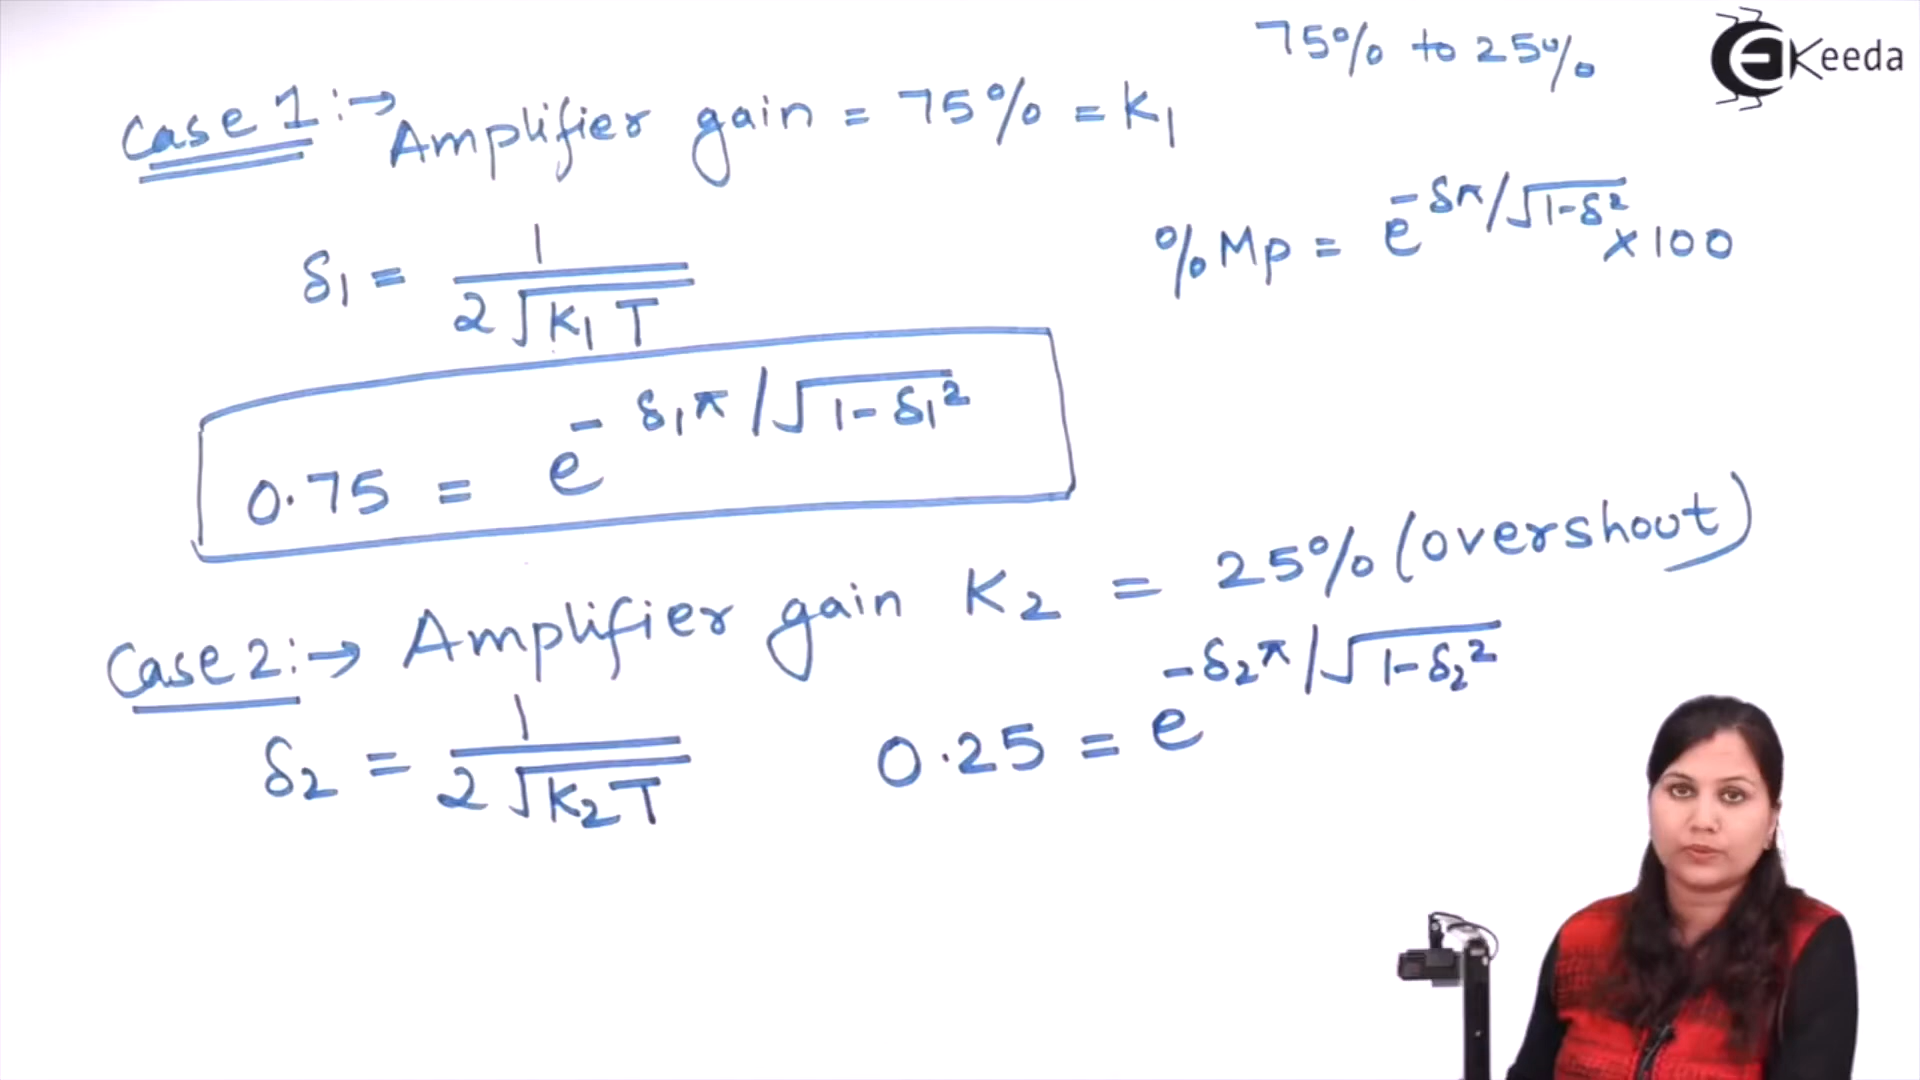 75% to 25%
Keeda
Case 1:→ Amplifier gain = 75% = K₁
%Mp = e^(-δπ/√(1-δ²)) ×100
δ₁ = 1/(2√(K₁T))
0.75 = e^(-δ₁π/√(1-δ₁²))
Case 2:→ Amplifier gain K₂ = 25% (overshoot)
δ₂ = 1/(2√(K₂T)) 0.25 = e^(-δ₂π/√(1-δ₂²))